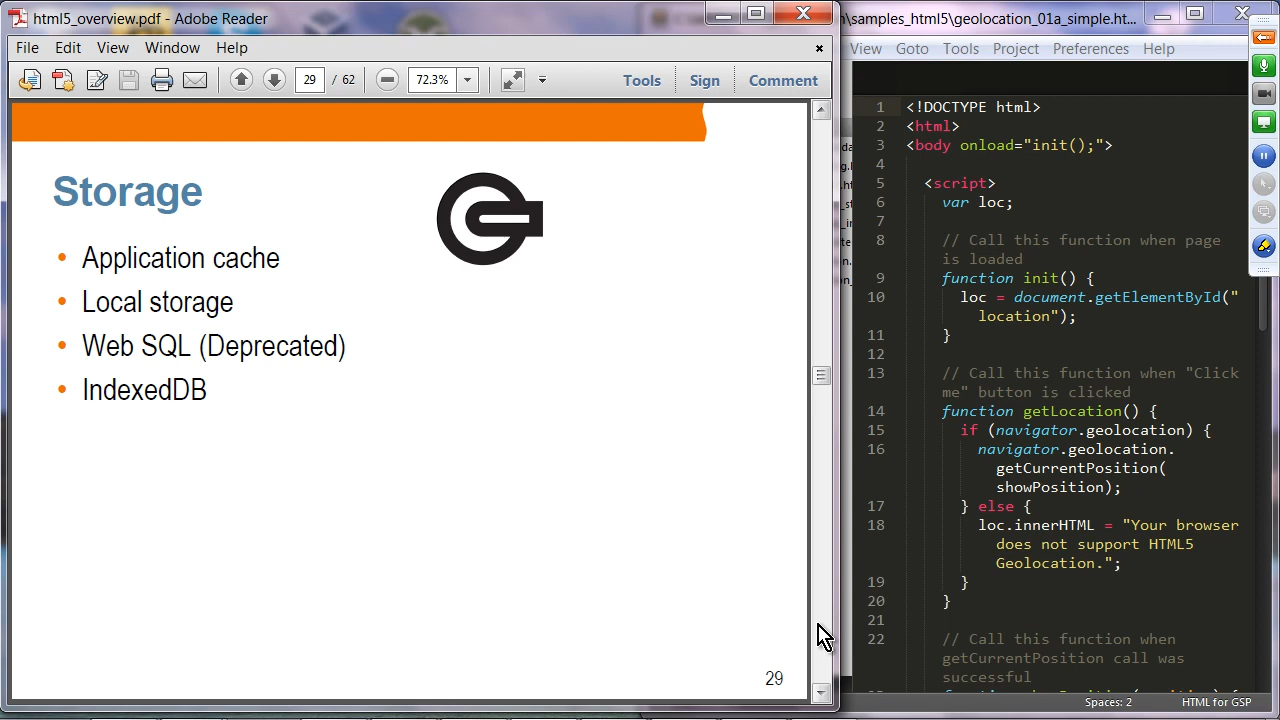 html5_overview.pdf - Adobe Reader
File Edit View Window Help
29 / 62 72.3% Tools Sign Comment
Storage
• Application cache
• Local storage
• Web SQL (Deprecated)
• IndexedDB
29
\samples_html5\geolocation_01a_simple.ht...
View Goto Tools Project Preferences Help
1 <!DOCTYPE html>
2 <html>
3 <body onload="init();">
4
5 <script>
6 var loc;
7
8 // Call this function when page
is loaded
9 function init() {
10 loc = document.getElementById("
location");
11 }
12
13 // Call this function when "Click
me" button is clicked
14 function getLocation() {
15 if (navigator.geolocation) {
16 navigator.geolocation.
getCurrentPosition(
showPosition);
17 } else {
18 loc.innerHTML = "Your browser
does not support HTML5
Geolocation.";
19 }
20 }
21
22 // Call this function when
getCurrentPosition call was
successful
Spaces: 2 HTML for GSP